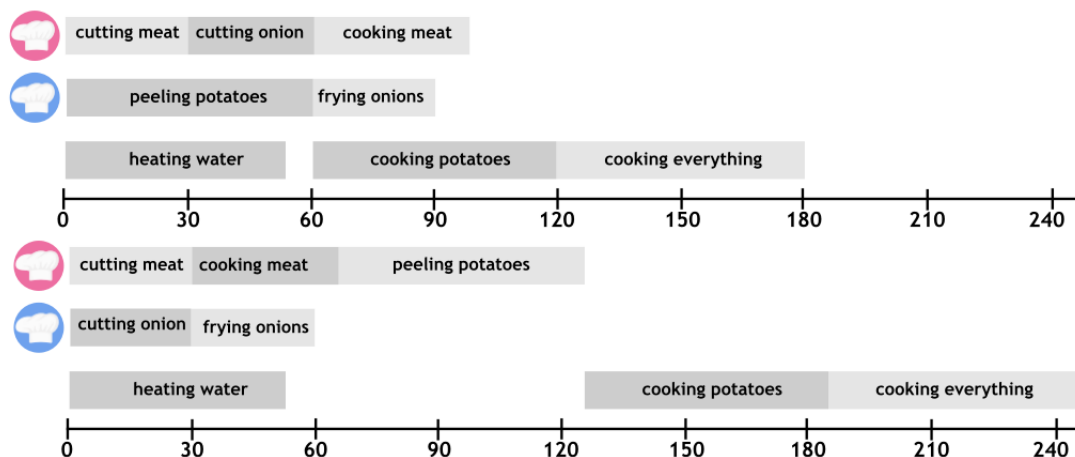 cutting meat cutting onion cooking meat
peeling potatoes frying onions
heating water cooking potatoes cooking everything
0 30 60 90 120 150 180 210 240
cutting meat cooking meat peeling potatoes
cutting onion frying onions
heating water cooking potatoes cooking everything
0 30 60 90 120 150 180 210 240